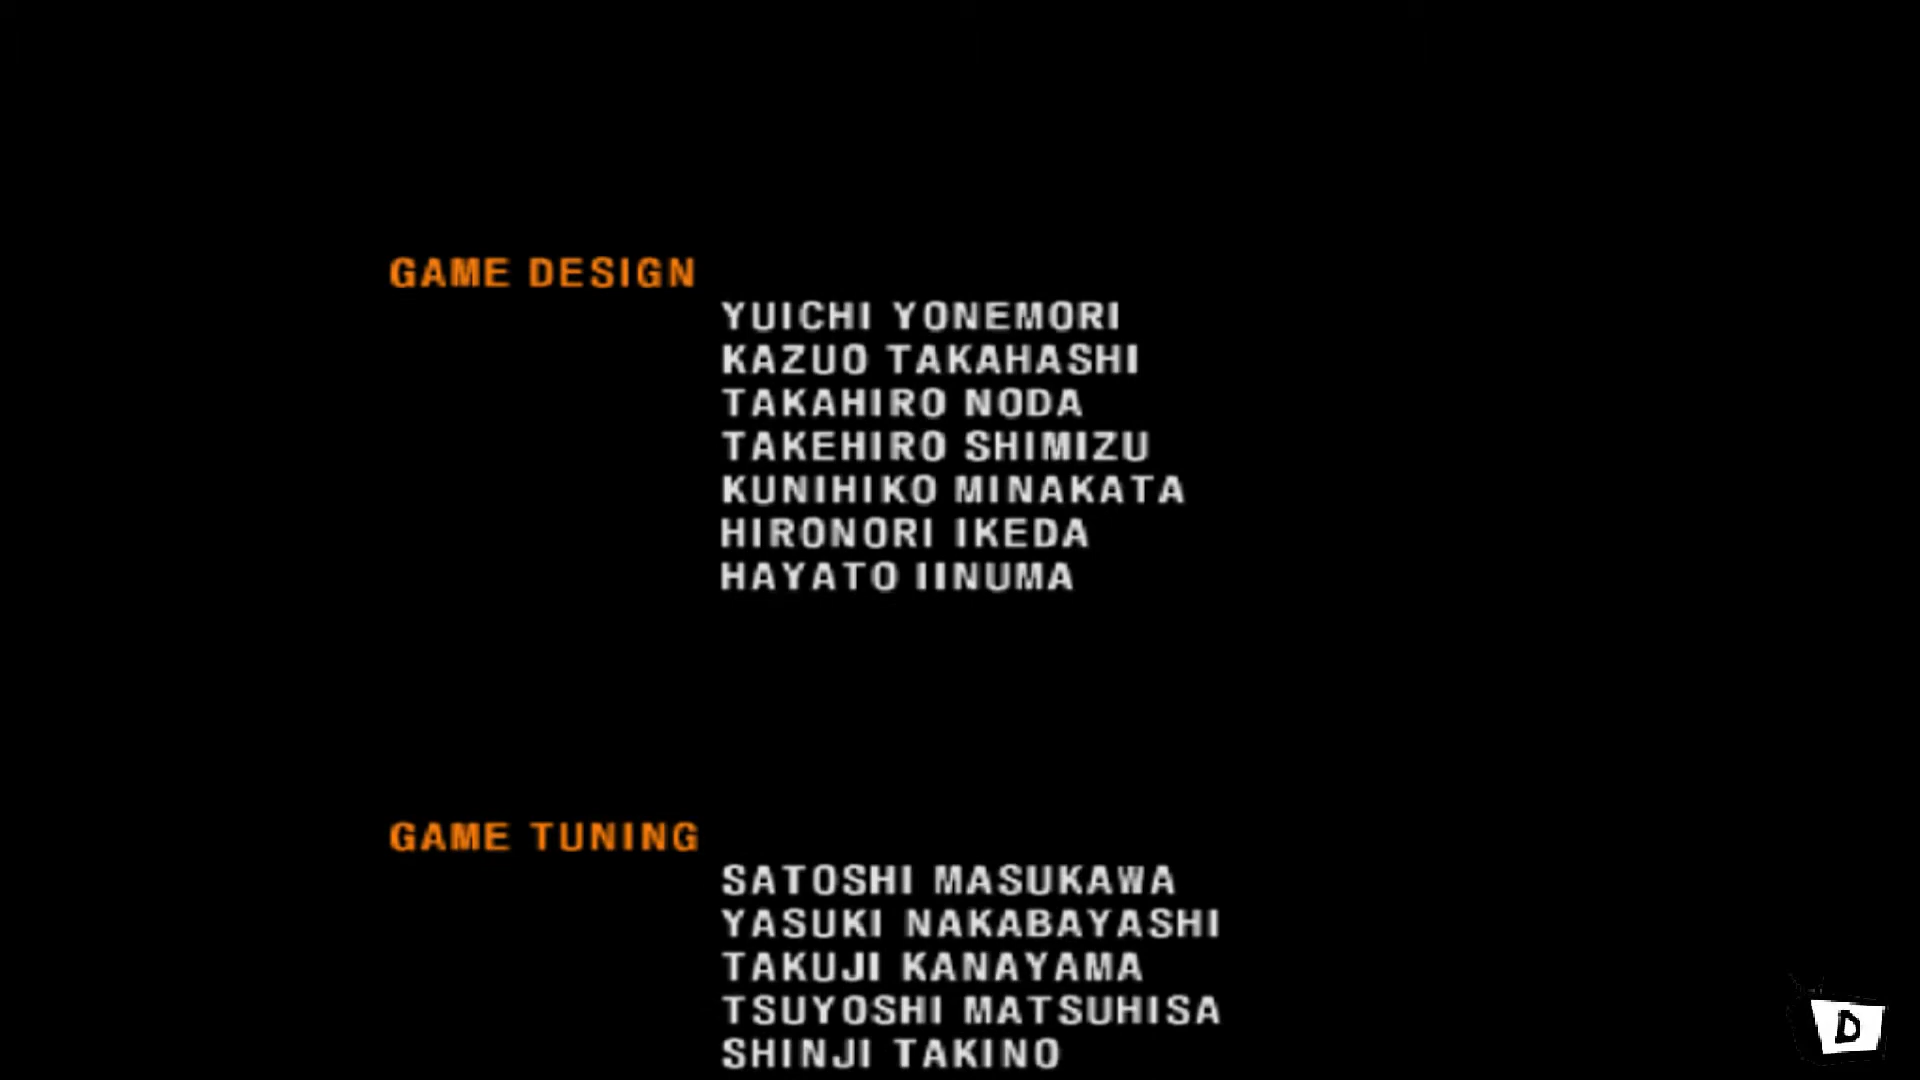 GAME DESIGN
YUICHI YONEMORI
KAZUO TAKAHASHI
TAKAHIRO NODA
TAKEHIRO SHIMIZU
KUNIHIKO MINAKATA
HIRONORI IKEDA
HAYATO IINUMA
GAME TUNING
SATOSHI MASUKAWA
YASUKI NAKABAYASHI
TAKUJI KANAYAMA
TSUYOSHI MATSUHISA
SHINJI TAKINO
D